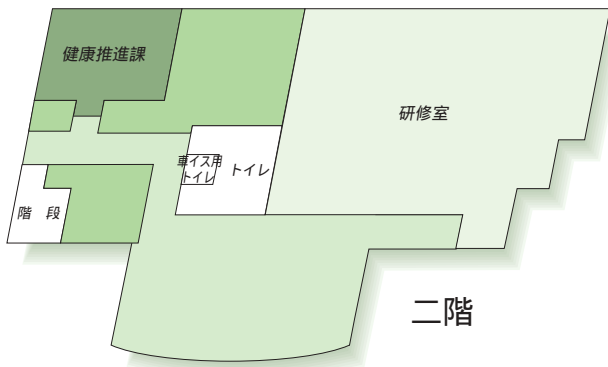 健康推進課
研修室
車イス用
トイレ
トイレ
階　段
二階